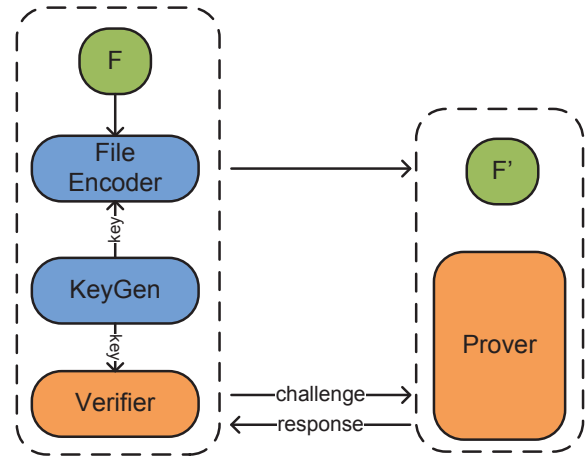 F
File
Encoder
key
KeyGen
key
Verifier
F'
Prover
challenge
response